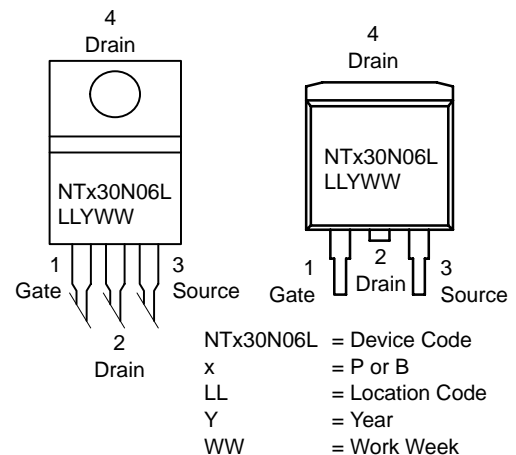 4
Drain
NTx30N06L
LLYWW
1
Gate
3
Source
2
Drain
4
Drain
NTx30N06L
LLYWW
1
Gate
2
Drain
3
Source
NTx30N06L = Device Code
x = P or B
LL = Location Code
Y = Year
WW = Work Week